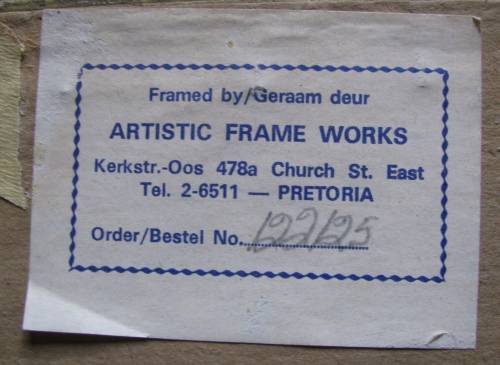 Framed by/Geraam deur
ARTISTIC FRAME WORKS
Kerkstr.-Oos 478a Church St. East
Tel. 2-6511 — PRETORIA
Order/Bestel No. 122125